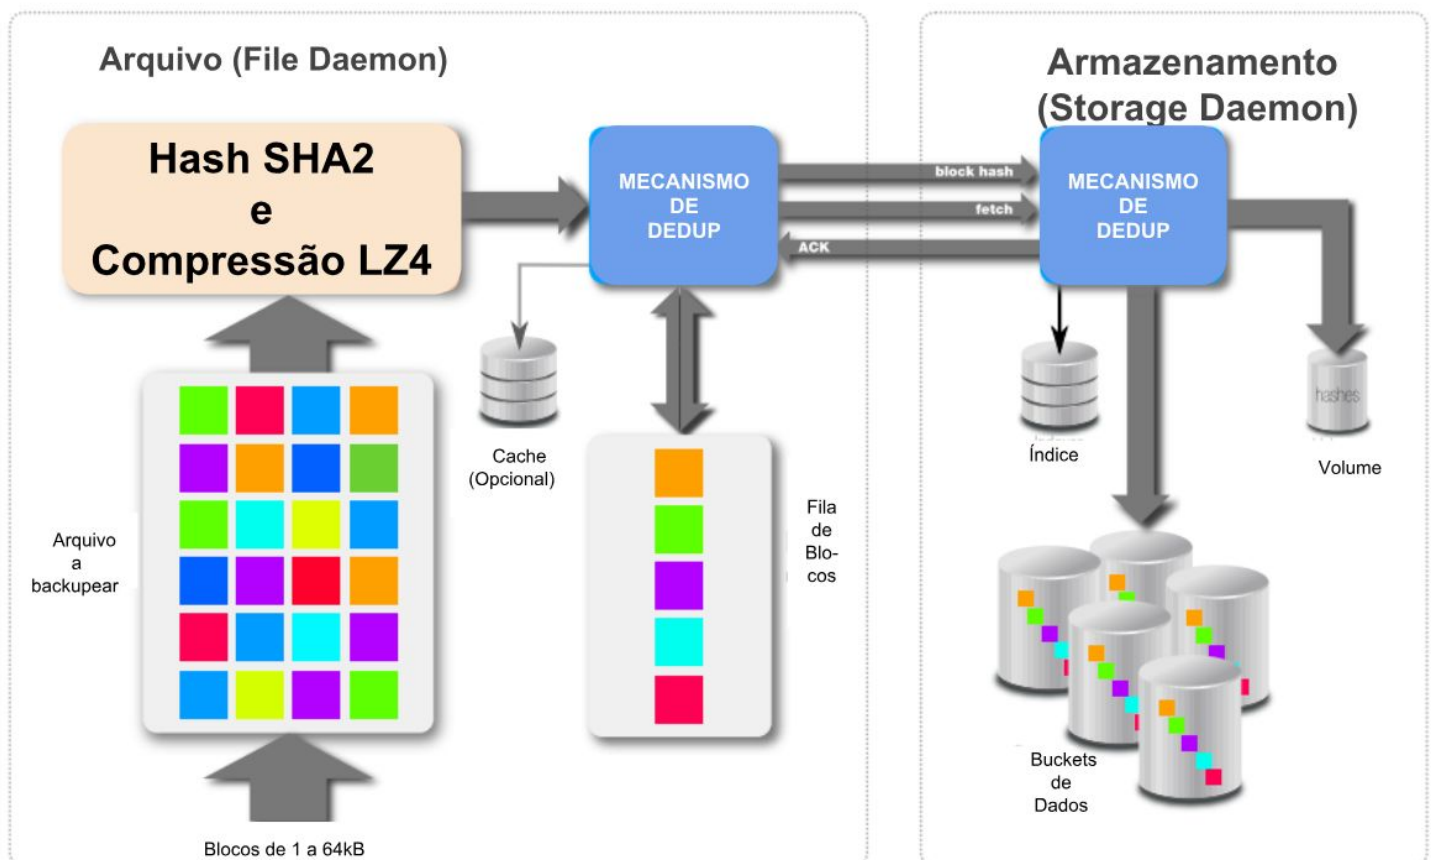 Arquivo (File Daemon)
Hash SHA2
e
Compressão LZ4
MECANISMO
DE
DEDUP
block hash
fetch
ACK
Cache
(Opcional)
Arquivo
a
backupear
Fila
de
Blo-
cos
Blocos de 1 a 64kB
Armazenamento
(Storage Daemon)
MECANISMO
DE
DEDUP
Índice
hashes
Volume
Buckets
de
Dados